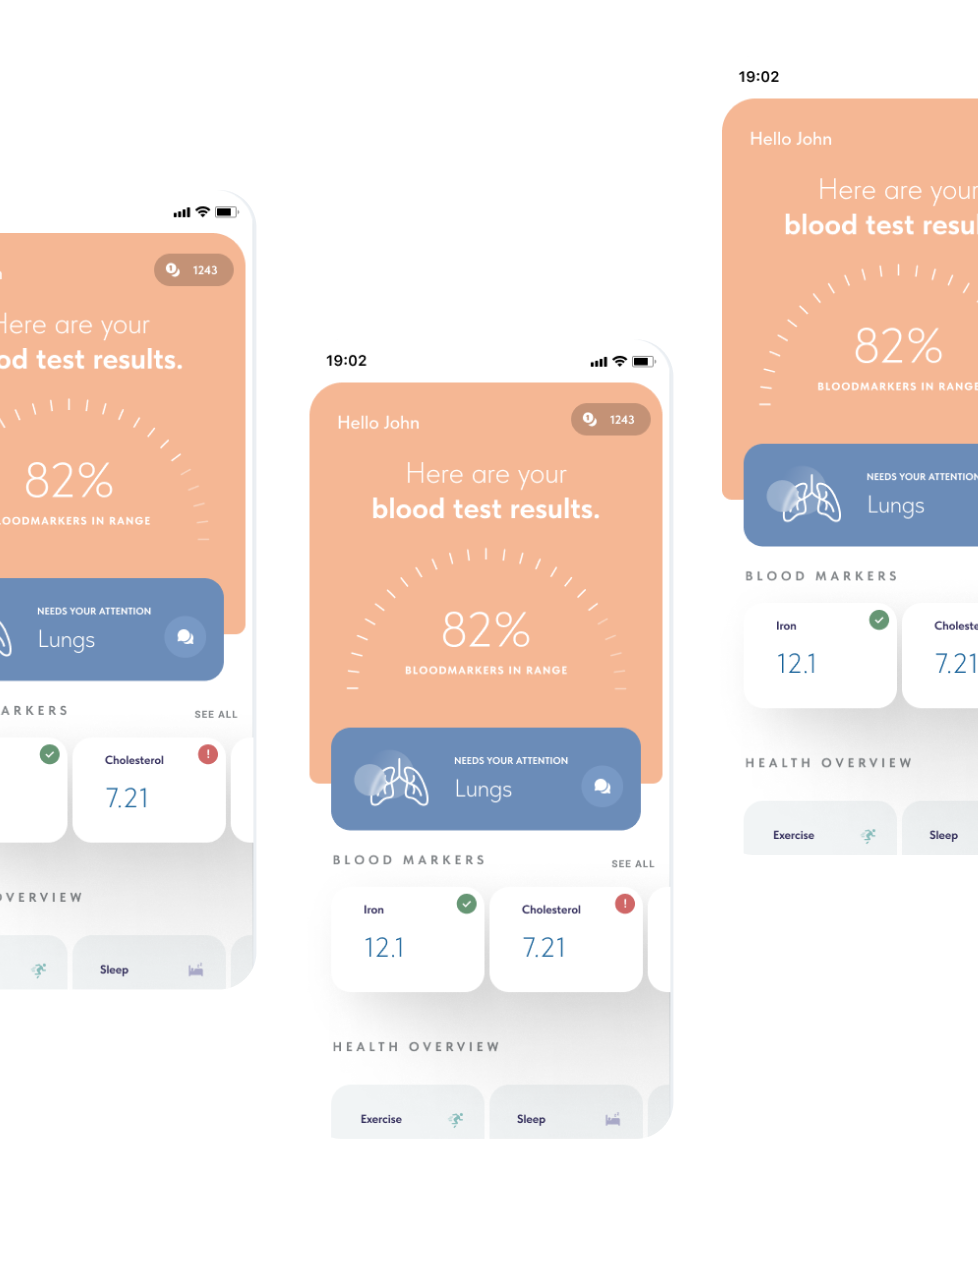 1243
Here are your
od test results.
82%
LOODMARKERS IN RANGE
NEEDS YOUR ATTENTION
Lungs
ARKERS
SEE ALL
Cholesterol
7.21
OVERVIEW
Sleep
19:02
Hello John
1243
Here are your
blood test results.
82%
BLOODMARKERS IN RANGE
NEEDS YOUR ATTENTION
Lungs
BLOOD MARKERS
SEE ALL
Iron
Cholesterol
12.1
7.21
HEALTH OVERVIEW
Exercise
Sleep
19:02
Hello John
Here are your
blood test resu
82%
BLOODMARKERS IN RANGE
NEEDS YOUR ATTENTION
Lungs
BLOOD MARKERS
Iron
Choleste
12.1
7.21
HEALTH OVERVIEW
Exercise
Sleep